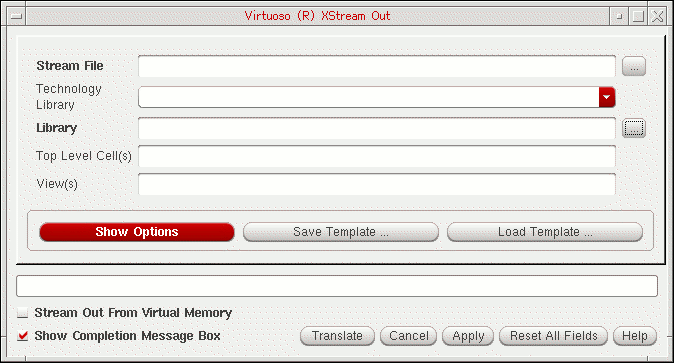 Virtuoso (R) XStream Out
Stream File
...
Technology
Library
Library
...
Top Level Cell(s)
View(s)
Show Options
Save Template ...
Load Template ...
Stream Out From Virtual Memory
Show Completion Message Box
Translate
Cancel
Apply
Reset All Fields
Help